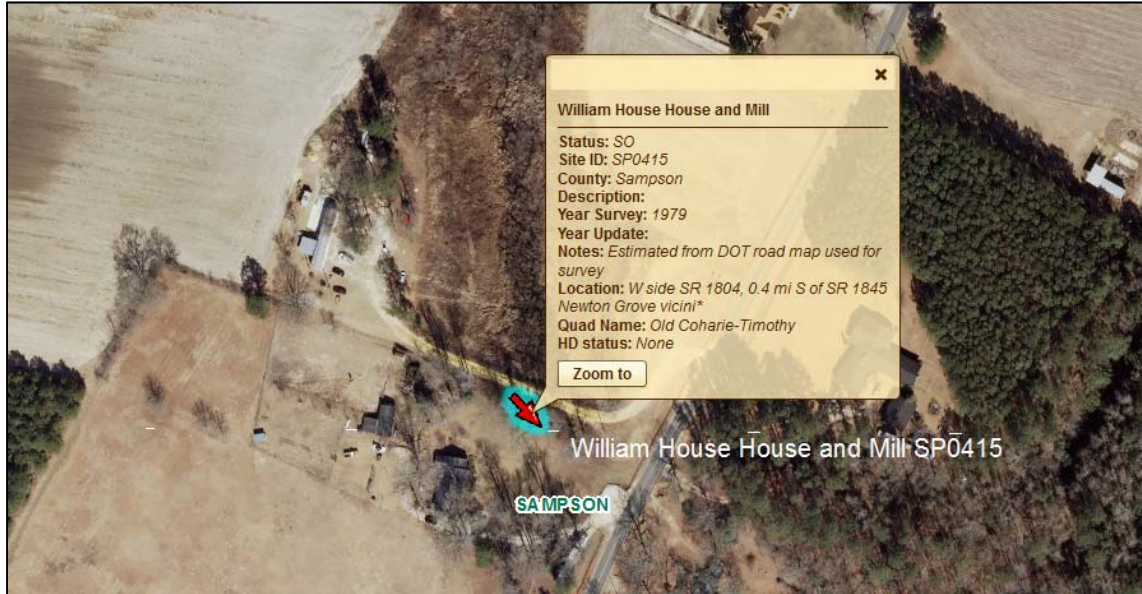 ×
William House House and Mill
Status: SO
Site ID: SP0415
County: Sampson
Description:
Year Survey: 1979
Year Update:
Notes: Estimated from DOT road map used for
survey
Location: W side SR 1804, 0.4 mi S of SR 1845
Newton Grove vicini*
Quad Name: Old Coharie-Timothy
HD status: None
Zoom to
William House House and Mill SP0415
SAMPSON